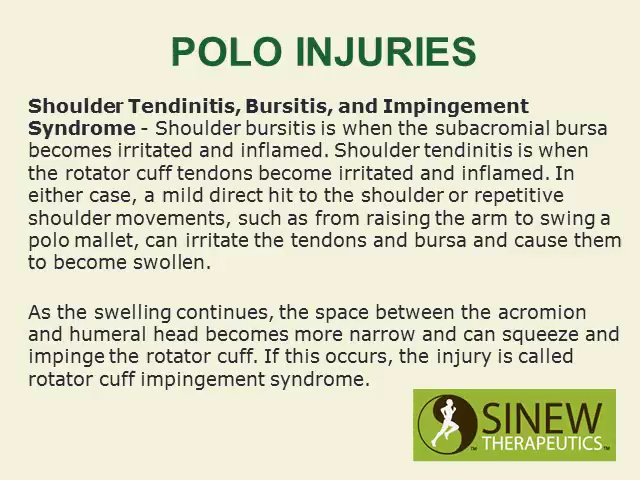 POLO INJURIES
Shoulder Tendinitis, Bursitis, and Impingement
Syndrome - Shoulder bursitis is when the subacromial bursa
becomes irritated and inflamed. Shoulder tendinitis is when
the rotator cuff tendons become irritated and inflamed. In
either case, a mild direct hit to the shoulder or repetitive
shoulder movements, such as from raising the arm to swing a
polo mallet, can irritate the tendons and bursa and cause them
to become swollen.
As the swelling continues, the space between the acromion
and humeral head becomes more narrow and can squeeze and
impinge the rotator cuff. If this occurs, the injury is called
rotator cuff impingement syndrome.
SINEW
™ THERAPEUTICS™